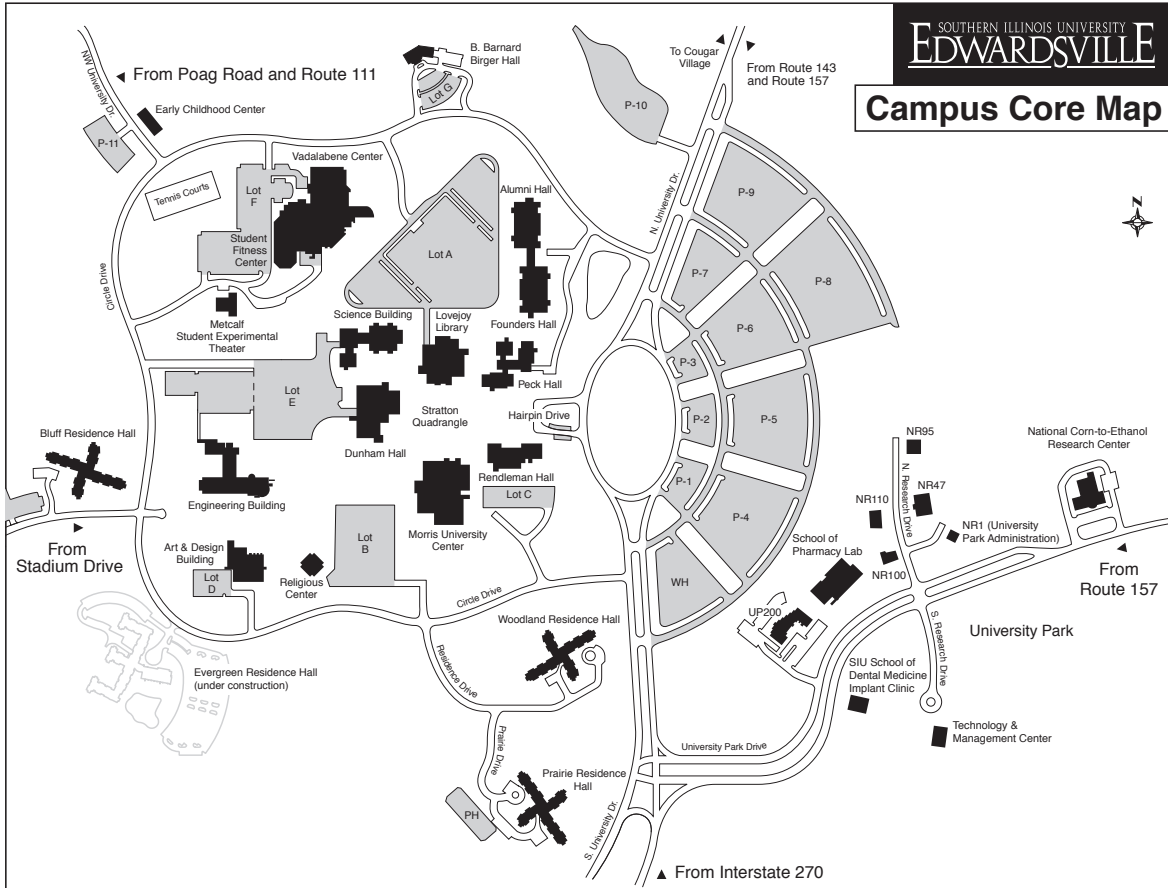 SOUTHERN ILLINOIS UNIVERSITY
EDWARDSVILLE
Campus Core Map
N
To Cougar
Village
From Route 143
and Route 157
B. Barnard
Birger Hall
Lot G
NW University Dr.
From Poag Road and Route 111
Early Childhood Center
P-11
P-10
Tennis Courts
Vadalabene Center
Lot
F
Student
Fitness
Center
Lot A
Alumni Hall
N. University Dr.
P-9
P-8
P-7
P-6
P-3
P-2
P-5
P-1
P-4
WH
Circle Drive
Metcalf
Student Experimental
Theater
Science Building
Lovejoy
Library
Founders Hall
Peck Hall
Lot
E
Stratton
Quadrangle
Hairpin Drive
Dunham Hall
Rendleman Hall
Lot C
Bluff Residence Hall
Engineering Building
Morris University
Center
From
Stadium Drive
Art & Design
Building
Lot
D
Religious
Center
Lot
B
Circle Drive
NR95
N. Research Drive
NR47
NR110
NR1 (University
Park Administration)
NR100
National Corn-to-Ethanol
Research Center
School of
Pharmacy Lab
From
Route 157
UP200
Woodland Residence Hall
S. Research Drive
University Park
Evergreen Residence Hall
(under construction)
Residence Drive
SIU School of
Dental Medicine
Implant Clinic
Technology &
Management Center
University Park Drive
Prairie Drive
Prairie Residence
Hall
PH
S. University Dr.
From Interstate 270